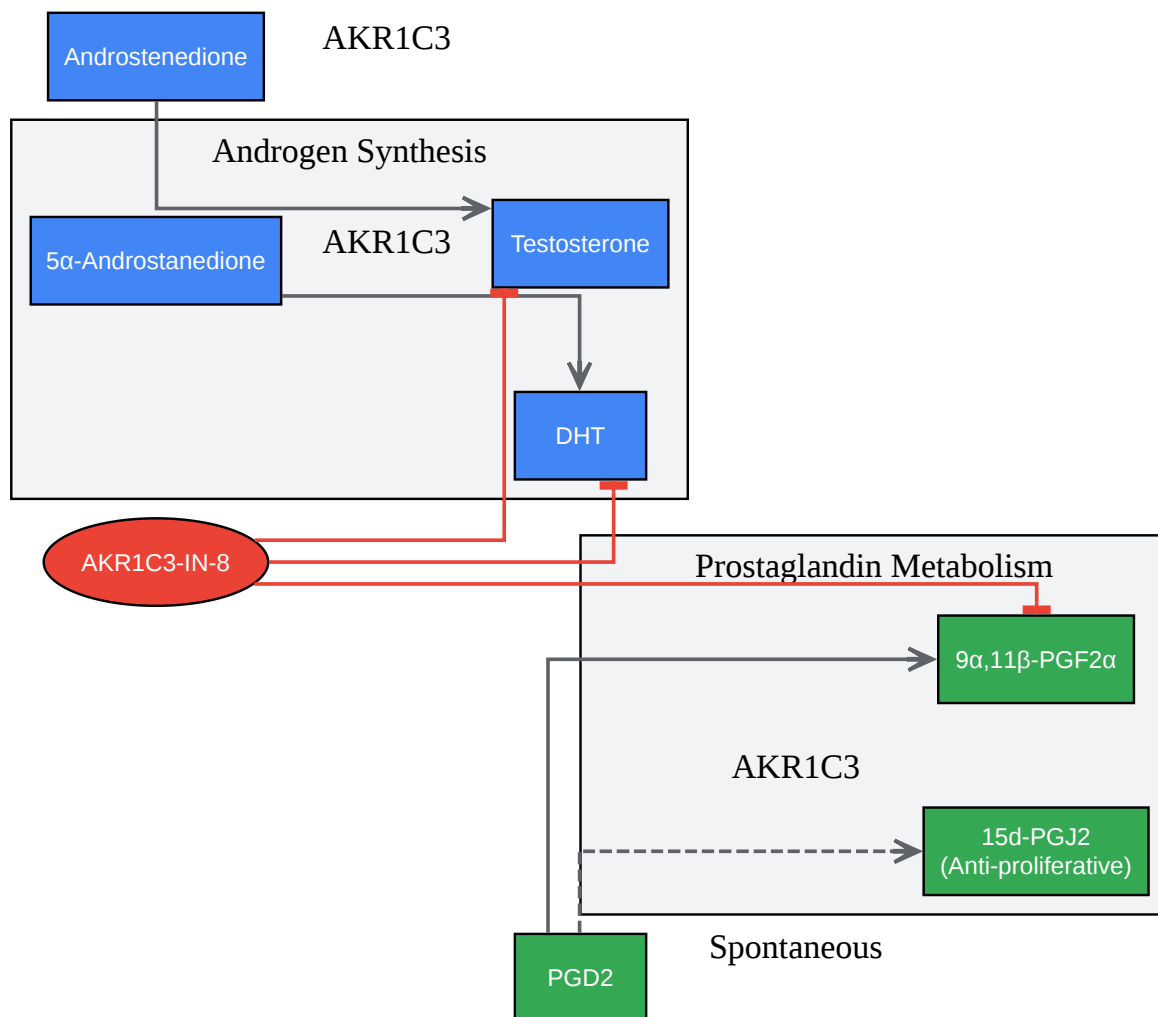 Androstenedione
AKR1C3
Androgen Synthesis
5α-Androstanedione
AKR1C3
Testosterone
DHT
AKR1C3-IN-8
Prostaglandin Metabolism
9α,11β-PGF2α
AKR1C3
15d-PGJ2
(Anti-proliferative)
Spontaneous
PGD2